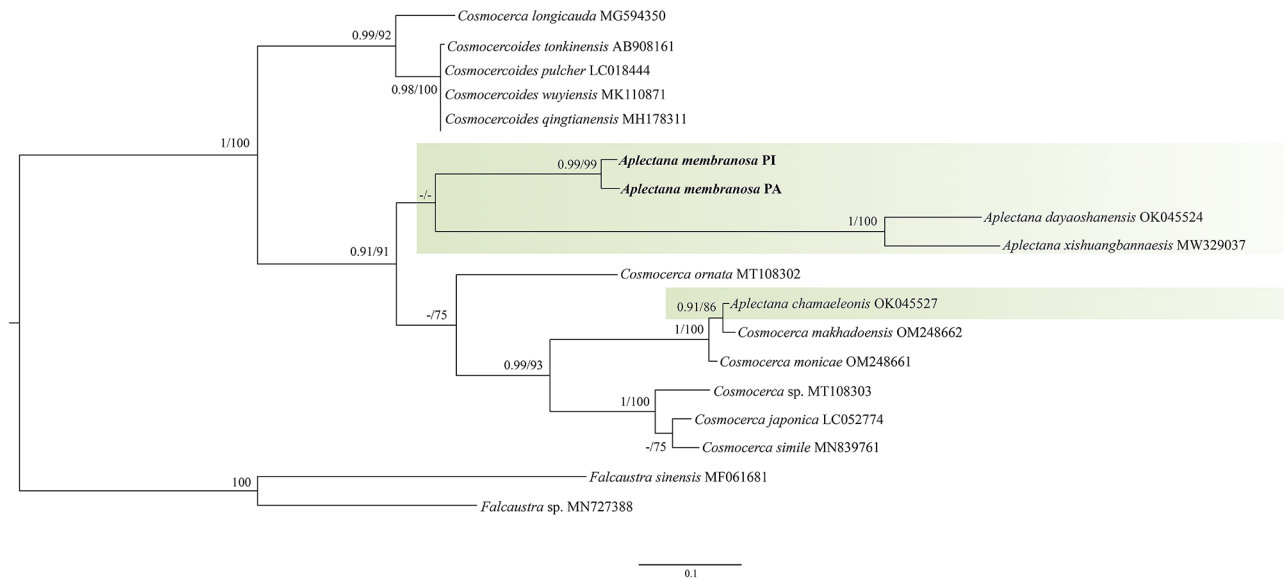 Cosmocerca longicauda MG594350
0.99/92
Cosmocercoides tonkinensis AB908161
Cosmocercoides pulcher LC018444
0.98/100
Cosmocercoides wuyiensis MK110871
Cosmocercoides qingtianensis MH178311
1/100
Aplectana membranosa PI
0.99/99
Aplectana membranosa PA
-/-
Aplectana dayaoshanensis OK045524
1/100
Aplectana xishuangbannaesis MW329037
0.91/91
Cosmocerca ornata MT108302
Aplectana chamaeleonis OK045527
0.91/86
-/75
1/100
Cosmocerca makhadoensis OM248662
Cosmocerca monicae OM248661
0.99/93
Cosmocerca sp. MT108303
1/100
Cosmocerca japonica LC052774
-/75
Cosmocerca simile MN839761
Falcaustra sinensis MF061681
100
Falcaustra sp. MN727388
0.1